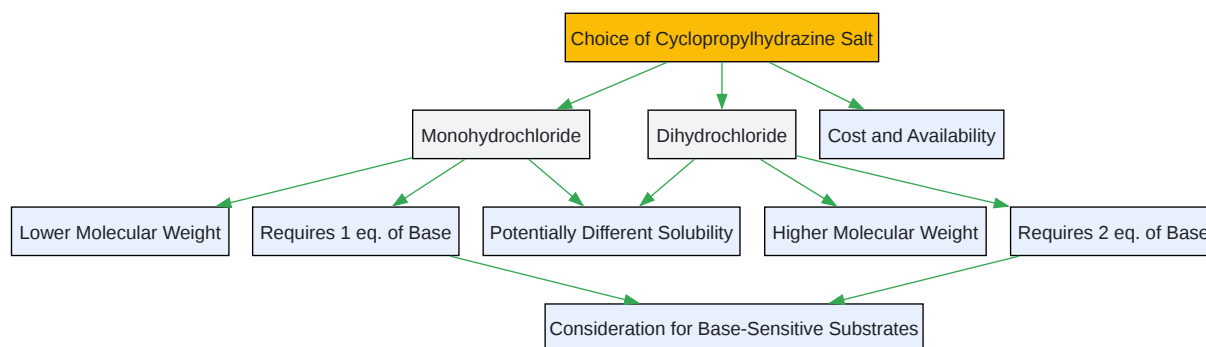 Choice of Cyclopropylhydrazine Salt
Monohydrochloride
Dihydrochloride
Cost and Availability
Lower Molecular Weight
Requires 1 eq. of Base
Potentially Different Solubility
Higher Molecular Weight
Requires 2 eq. of Base
Consideration for Base-Sensitive Substrates